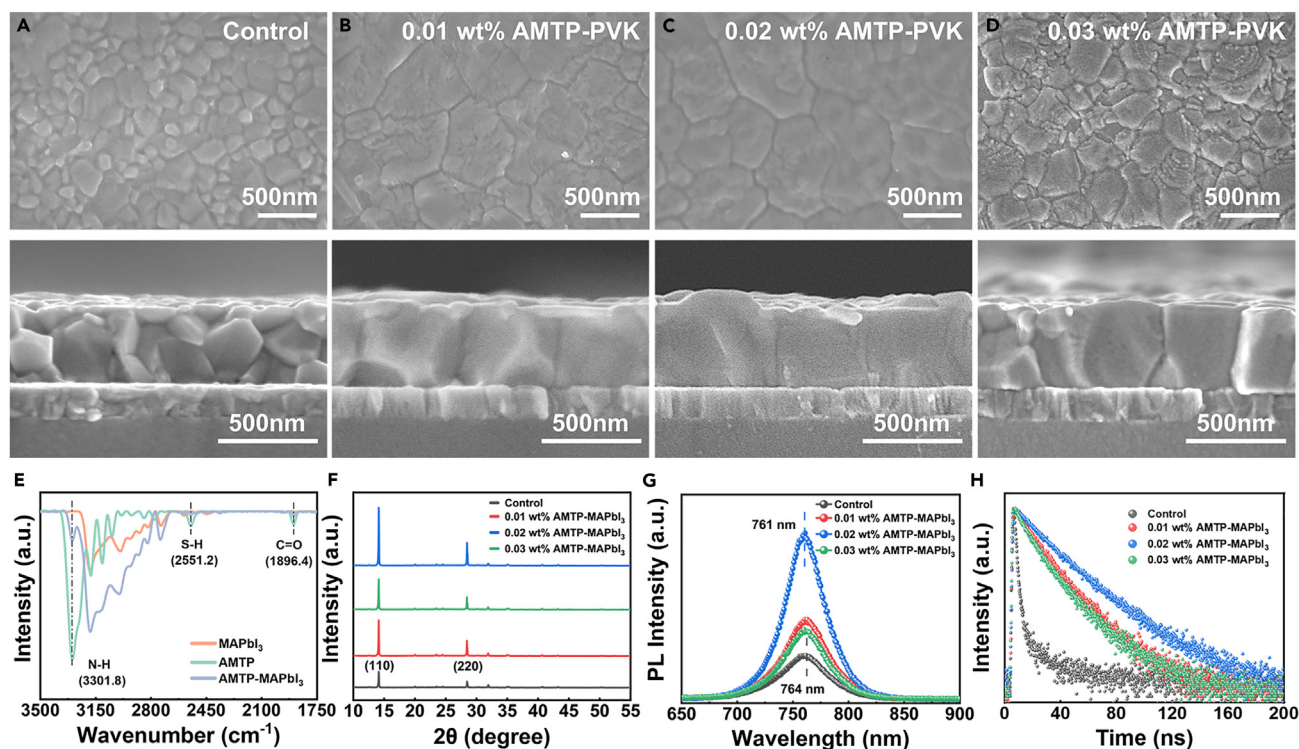 A
Control
500nm
B
0.01 wt% AMTP-PVK
500nm
C
0.02 wt% AMTP-PVK
500nm
D
0.03 wt% AMTP-PVK
500nm
500nm
500nm
500nm
500nm
E
Intensity (a.u.)
S-H
(2551.2)
C=O
(1896.4)
N-H
(3301.8)
MAPbI₃
AMTP
AMTP-MAPbI₃
3500 3150 2800 2450 2100 1750
Wavenumber (cm⁻¹)
F
Intensity (a.u.)
Control
0.01 wt% AMTP-MAPbI₃
0.02 wt% AMTP-MAPbI₃
0.03 wt% AMTP-MAPbI₃
(110)
(220)
10 15 20 25 30 35 40 45 50 55
2θ (degree)
G
PL Intensity (a.u.)
761 nm
Control
0.01 wt% AMTP-MAPbI₃
0.02 wt% AMTP-MAPbI₃
0.03 wt% AMTP-MAPbI₃
764 nm
650 700 750 800 850 900
Wavelength (nm)
H
Intensity (a.u.)
Control
0.01 wt% AMTP-MAPbI₃
0.02 wt% AMTP-MAPbI₃
0.03 wt% AMTP-MAPbI₃
0 40 80 120 160 200
Time (ns)